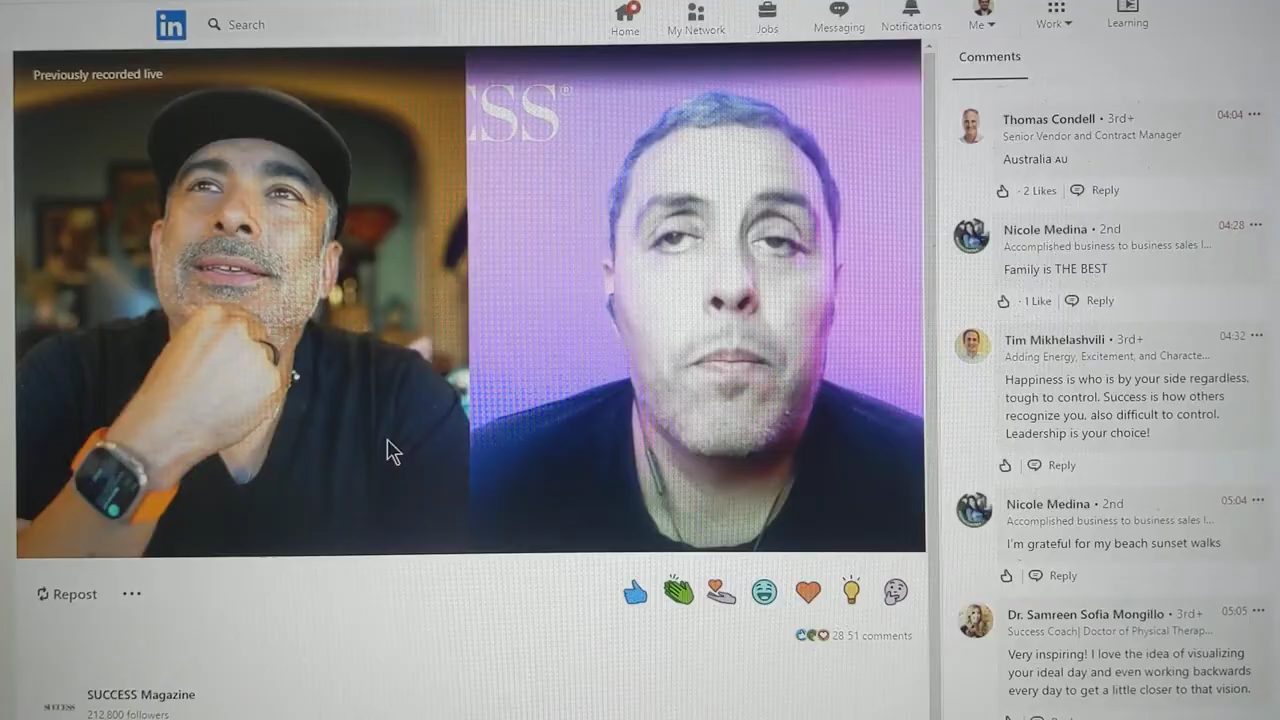 in
Search
Home
My Network
Jobs
Messaging
Notifications
Me
Work
Learning
Previously recorded live
ESS®
Comments
Thomas Condell • 3rd+
04:04
Senior Vendor and Contract Manager
Australia AU
· 2 Likes
Reply
Nicole Medina • 2nd
04:28
Accomplished business to business sales l...
Family is THE BEST
· 1 Like
Reply
Tim Mikhelashvili • 3rd+
04:32
Adding Energy, Excitement, and Characte...
Happiness is who is by your side regardless,
tough to control. Success is how others
recognize you, also difficult to control.
Leadership is your choice!
Reply
Nicole Medina • 2nd
05:04
Accomplished business to business sales l...
I'm grateful for my beach sunset walks
Reply
Dr. Samreen Sofia Mongillo • 3rd+
05:05
Success Coach| Doctor of Physical Therap...
Very inspiring! I love the idea of visualizing
your ideal day and even working backwards
every day to get a little closer to that vision.
Repost
28 51 comments
SUCCESS
SUCCESS Magazine
212,800 followers